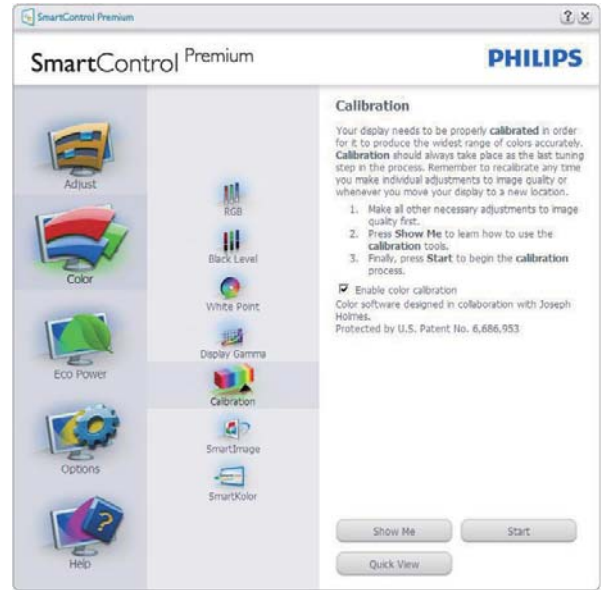 SmartControl Premium
SmartControl Premium
PHILIPS
Adjust
Color
Eco Power
Options
Help
RGB
Black Level
White Point
Display Gamma
Calibration
SmartImage
SmartKolor
Calibration
Your display needs to be properly calibrated in order
for it to produce the widest range of colors accurately.
Calibration should always take place as the last tuning
step in the process. Remember to recalibrate any time
you make individual adjustments to image quality or
whenever you move your display to a new location.
1. Make all other necessary adjustments to image
quality first.
2. Press Show Me to learn how to use the
calibration tools.
3. Finally, press Start to begin the calibration
process.
Enable color calibration
Color software designed in collaboration with Joseph
Holmes.
Protected by U.S. Patent No. 6,686,953
Show Me
Start
Quick View